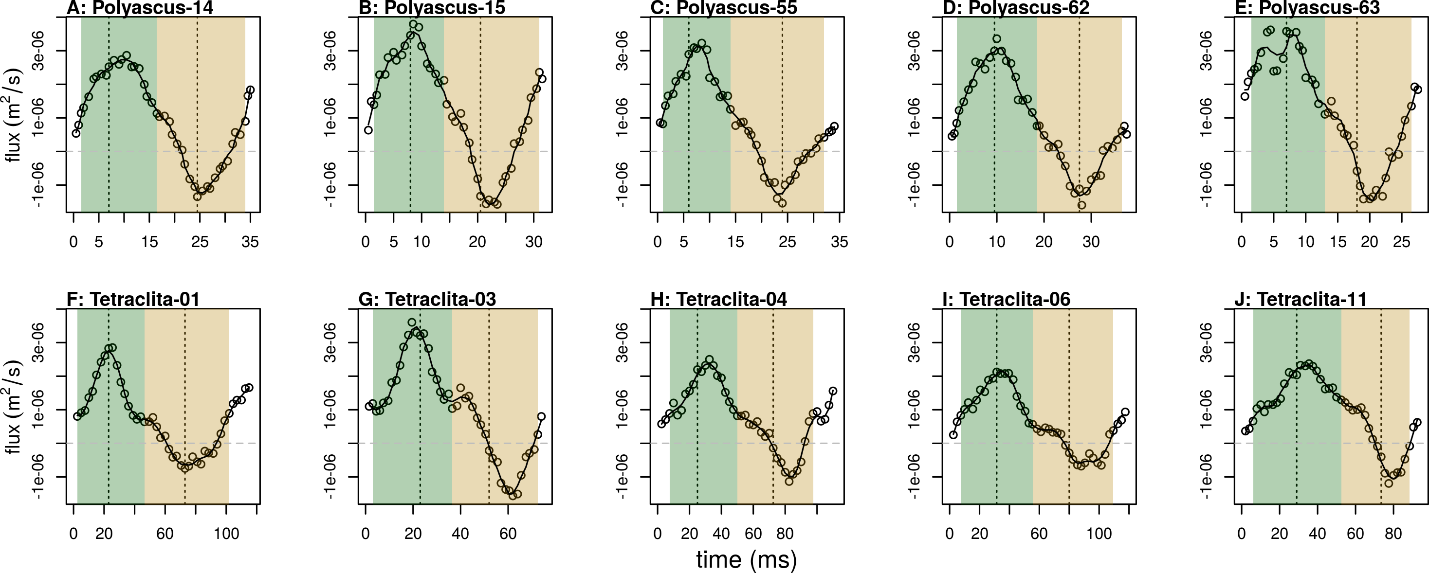 A: Polyascus-14 B: Polyascus-15 C: Polyascus-55 D: Polyascus-62 E: Polyascus-63
flux (m²/s)
3e-06 3e-06 3e-06 3e-06 3e-06
1e-06 1e-06 1e-06 1e-06 1e-06
-1e-06 -1e-06 -1e-06 -1e-06 -1e-06
0 5 15 25 35 0 5 10 20 30 0 5 15 25 35 0 10 20 30 0 5 10 15 20 25
F: Tetraclita-01 G: Tetraclita-03 H: Tetraclita-04 I: Tetraclita-06 J: Tetraclita-11
flux (m²/s)
3e-06 3e-06 3e-06 3e-06 3e-06
1e-06 1e-06 1e-06 1e-06 1e-06
-1e-06 -1e-06 -1e-06 -1e-06 -1e-06
0 20 60 100 0 20 40 60 0 20 40 60 80 0 20 60 100 0 20 40 60 80
time (ms)